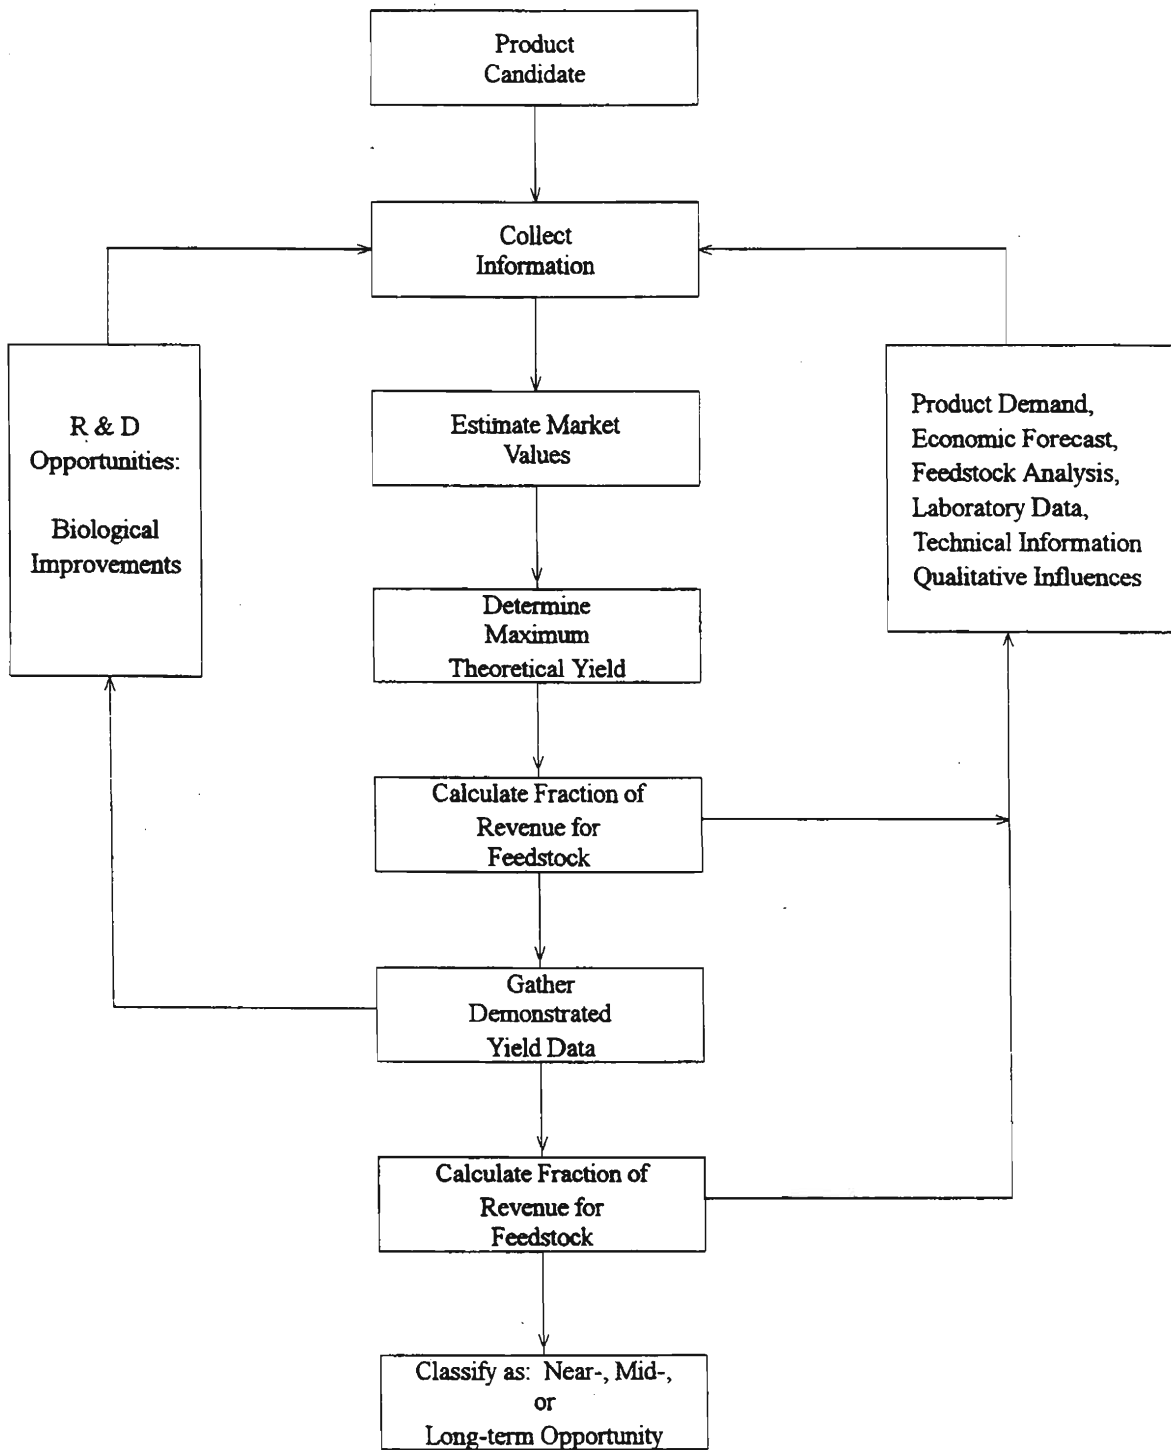 Product
Candidate
Collect
Information
R & D
Opportunities:
Biological
Improvements
Estimate Market
Values
Product Demand,
Economic Forecast,
Feedstock Analysis,
Laboratory Data,
Technical Information
Qualitative Influences
Determine
Maximum
Theoretical Yield
Calculate Fraction of
Revenue for
Feedstock
Gather
Demonstrated
Yield Data
Calculate Fraction of
Revenue for
Feedstock
Classify as: Near-, Mid-,
or
Long-term Opportunity